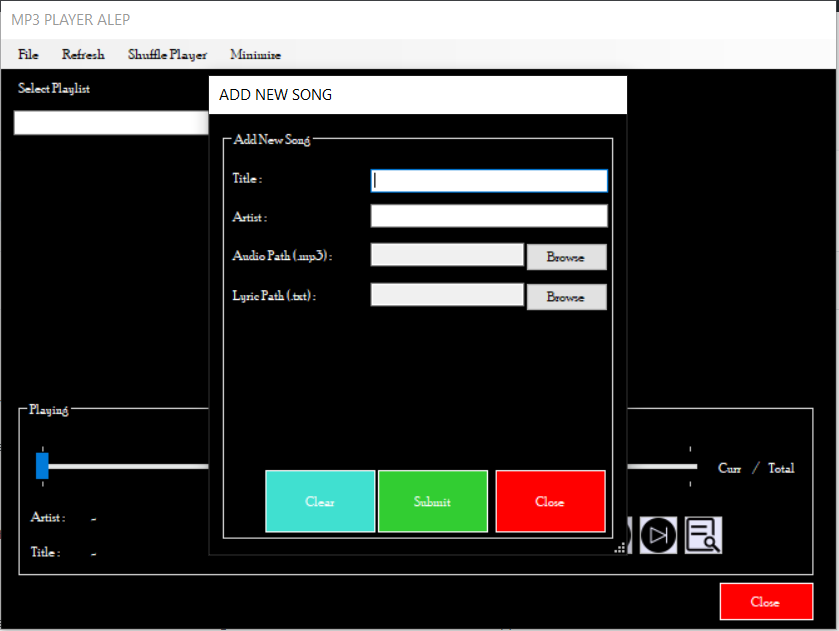 MP3 PLAYER ALEP
File Refresh Shuffle Player Minimize
Select Playlist
ADD NEW SONG
Add New Song
Title :
Artist :
Audio Path (.mp3) : Browse
Lyric Path (.txt) : Browse
Clear Submit Close
Playing
Curr / Total
Artist : -
Title : -
Close